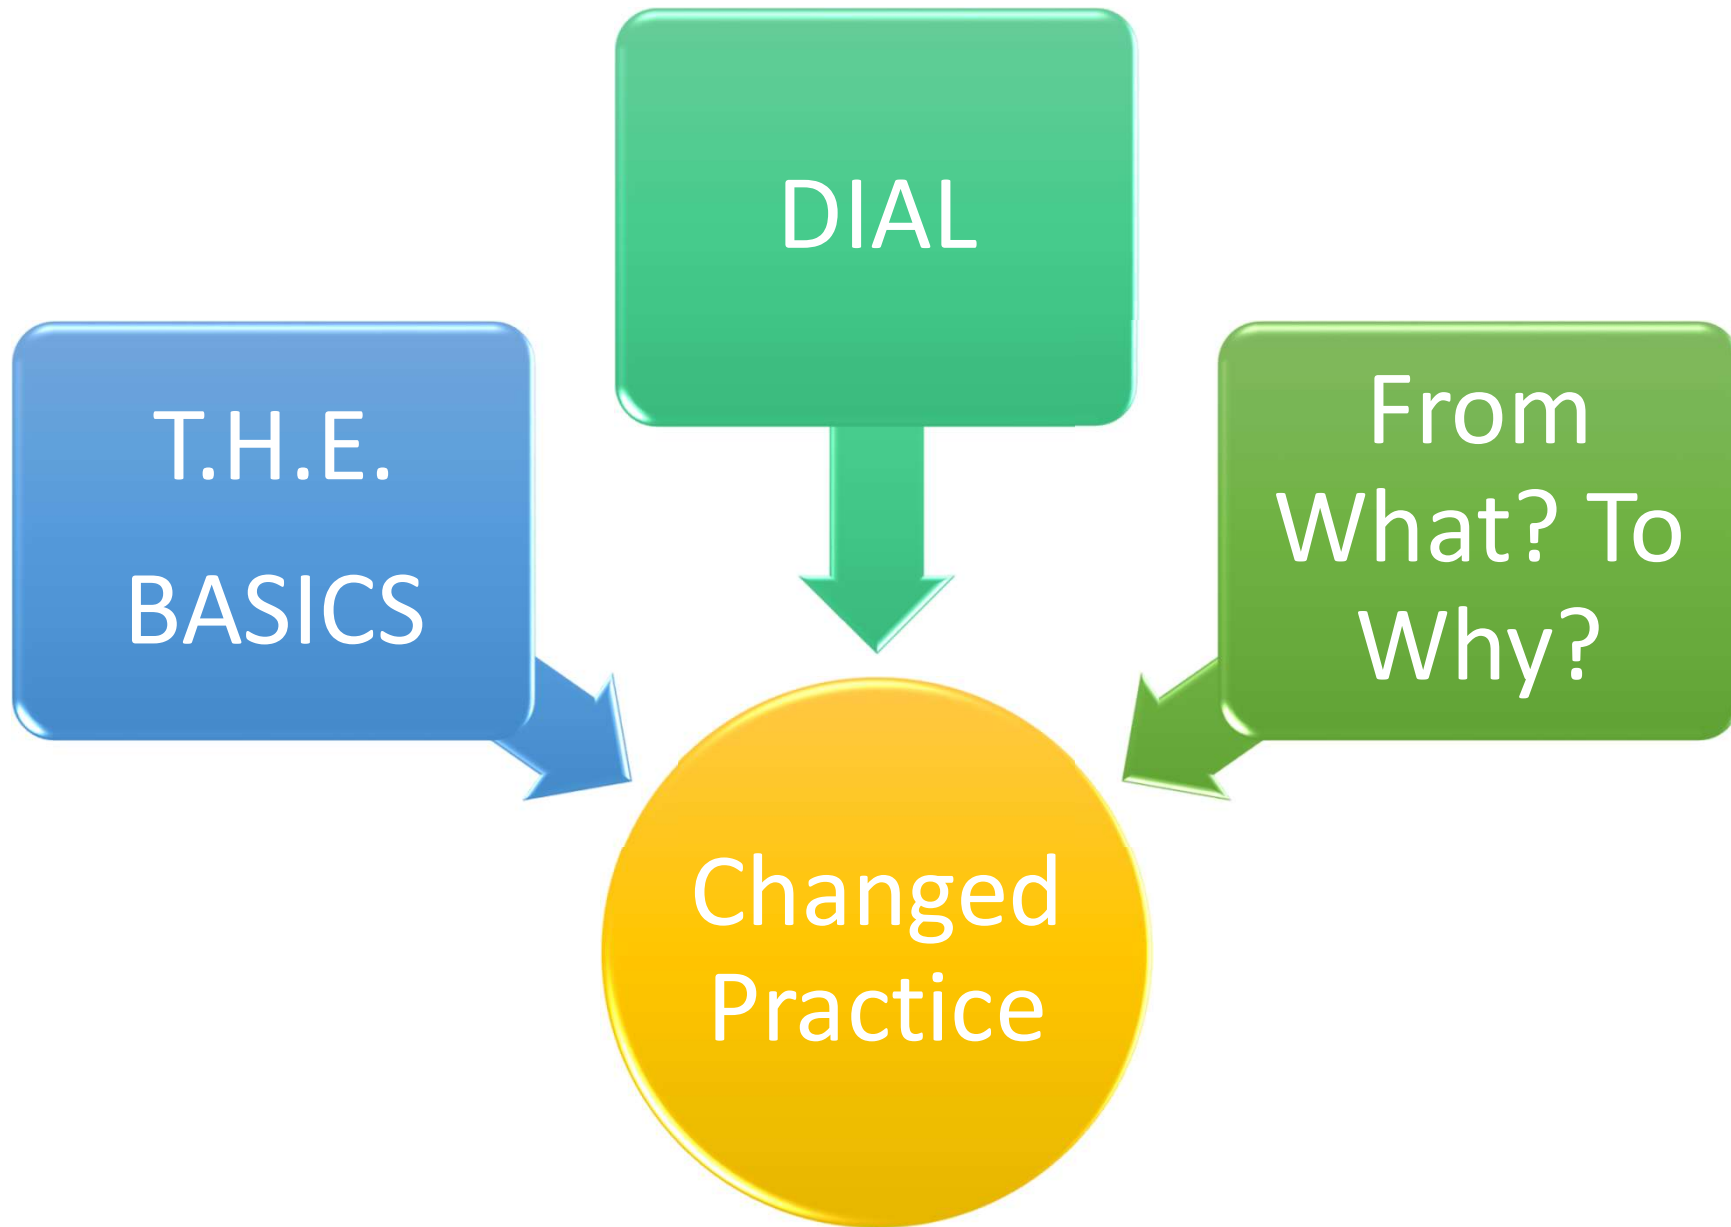 DIAL
T.H.E.
BASICS
From
What? To
Why?
Changed
Practice